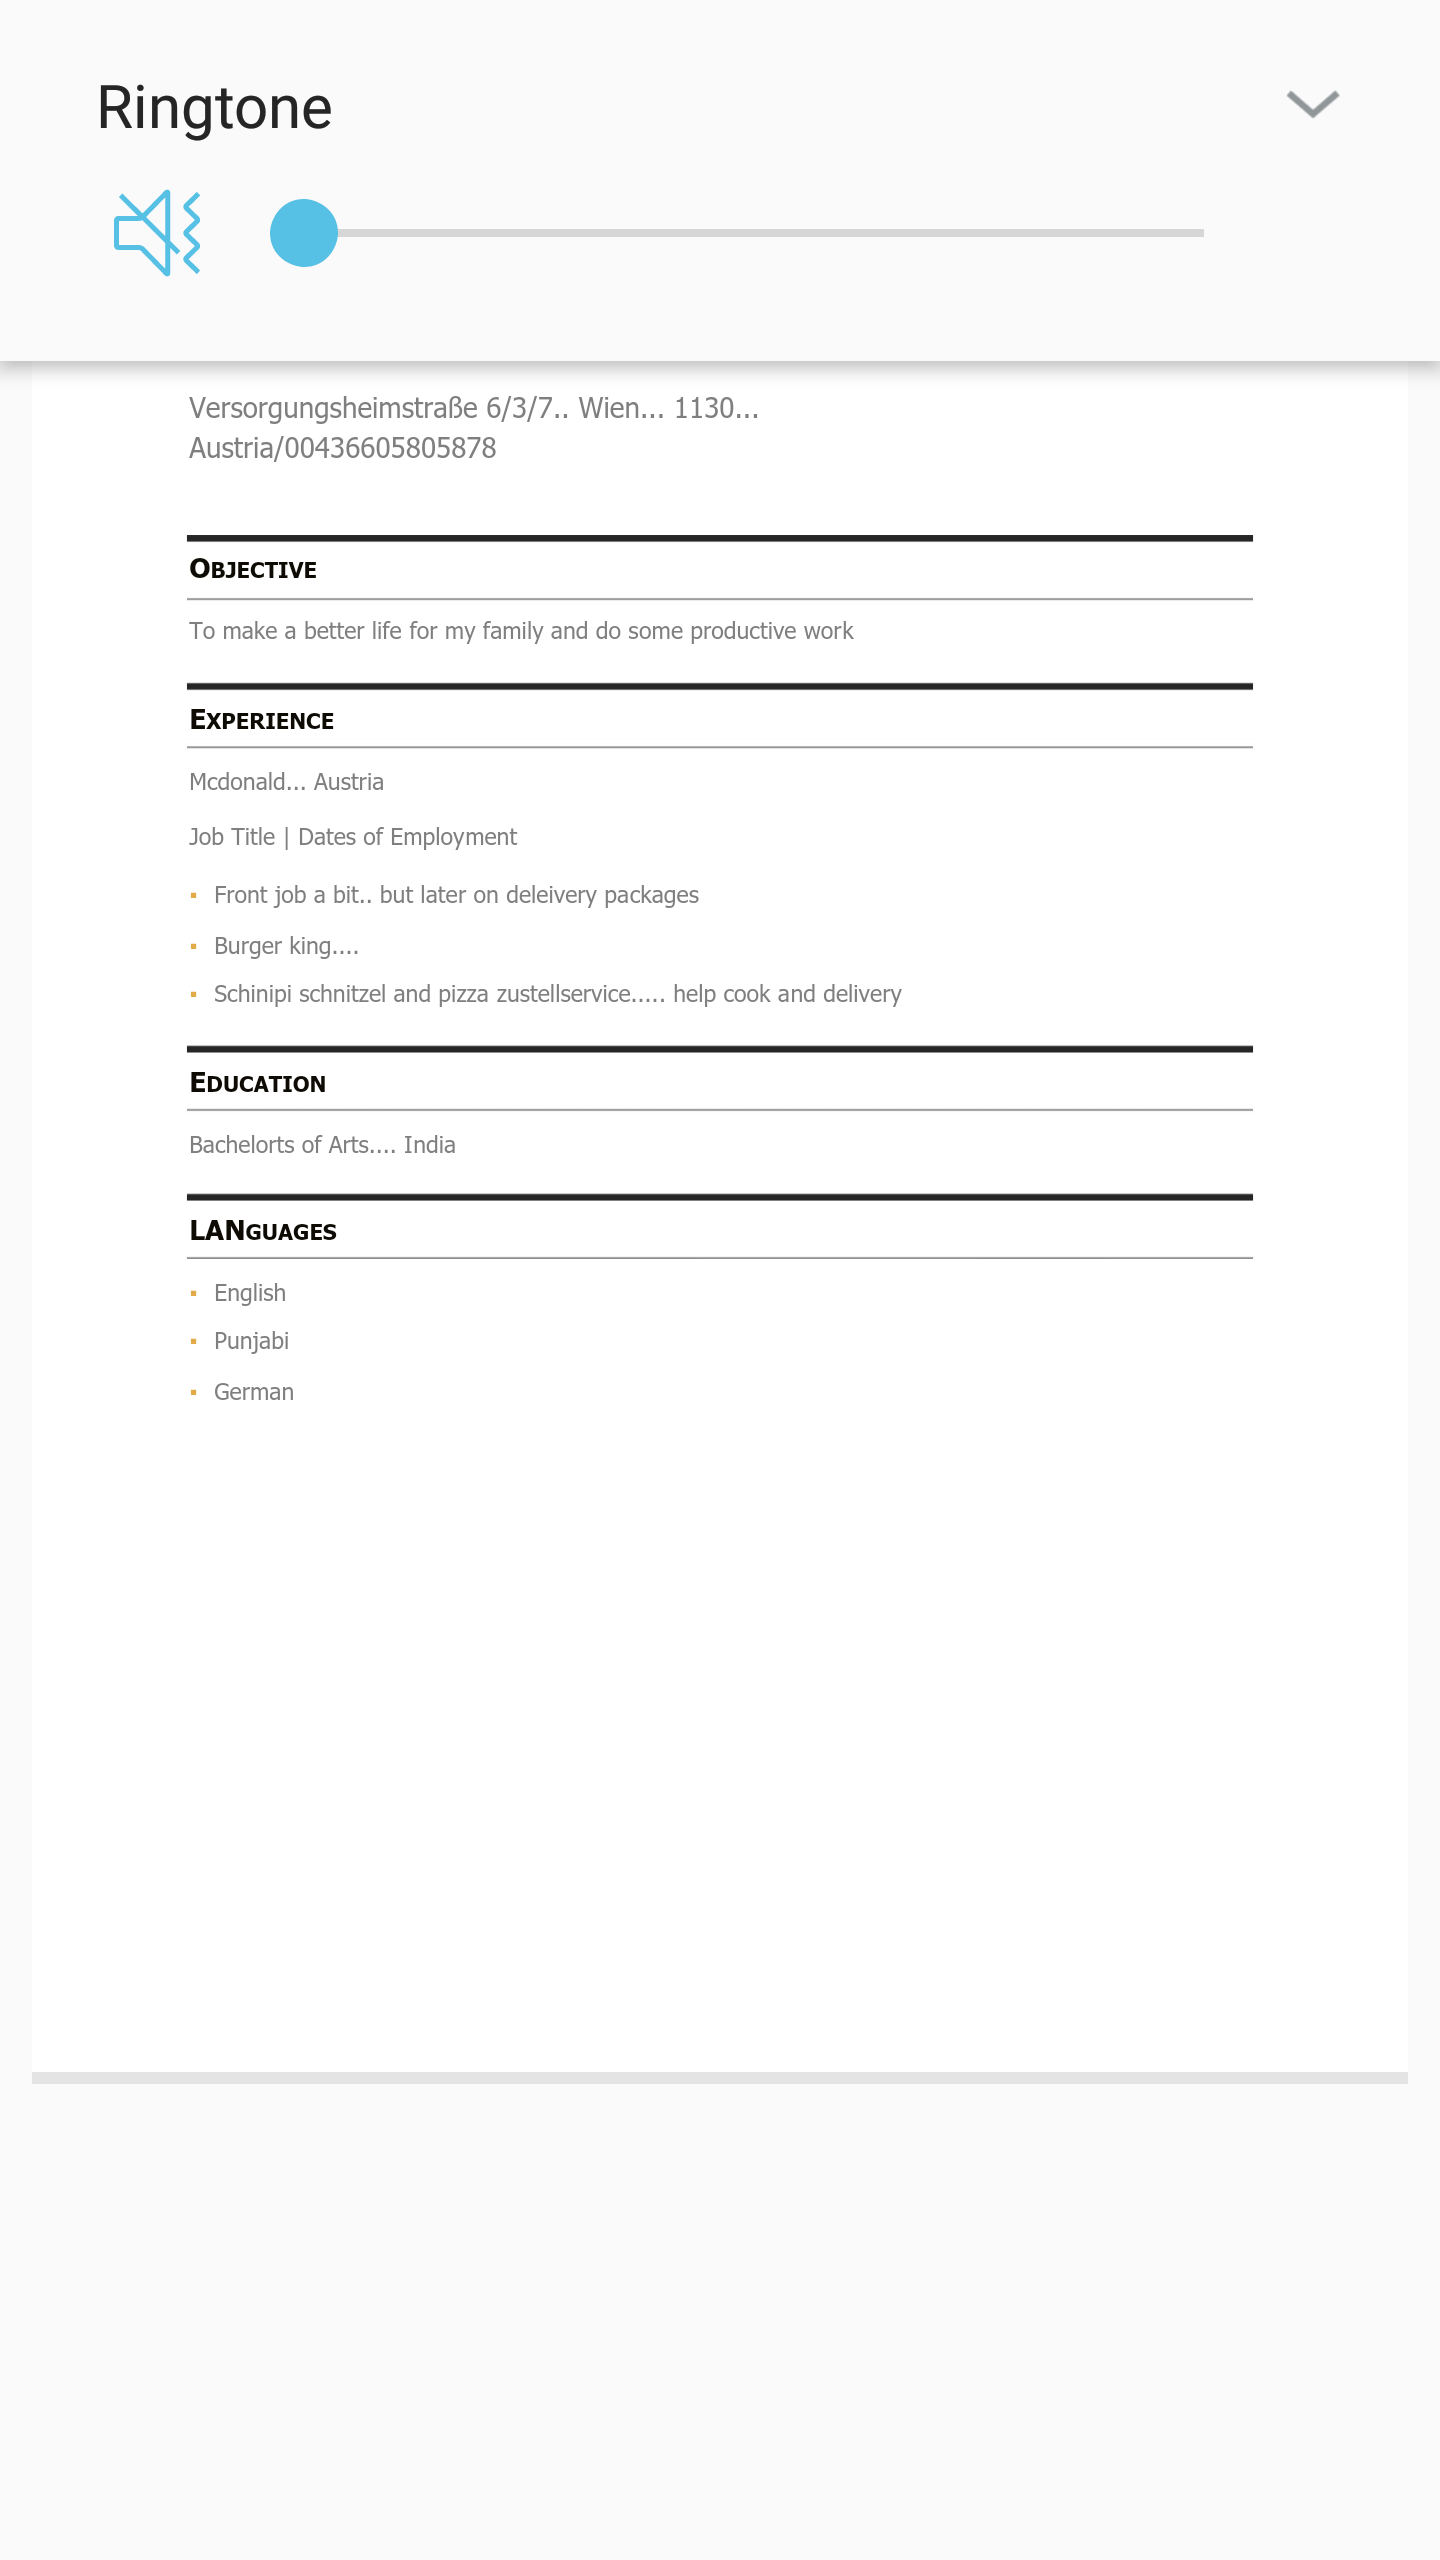 Ringtone
Versorgungsheimstraße 6/3/7.. Wien... 1130...
Austria/00436605805878
OBJECTIVE
To make a better life for my family and do some productive work
EXPERIENCE
Mcdonald... Austria
Job Title | Dates of Employment
▪ Front job a bit.. but later on deleivery packages
▪ Burger king....
▪ Schinipi schnitzel and pizza zustellservice..... help cook and delivery
EDUCATION
Bachelorts of Arts.... India
LANGUAGES
▪ English
▪ Punjabi
▪ German